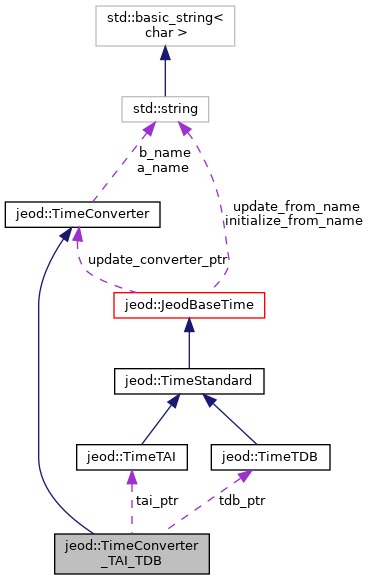 std::basic_string<
char >
std::string
b_name
a_name
update_from_name
initialize_from_name
jeod::TimeConverter
update_converter_ptr
jeod::JeodBaseTime
jeod::TimeStandard
jeod::TimeTAI
jeod::TimeTDB
tai_ptr
tdb_ptr
jeod::TimeConverter
_TAI_TDB